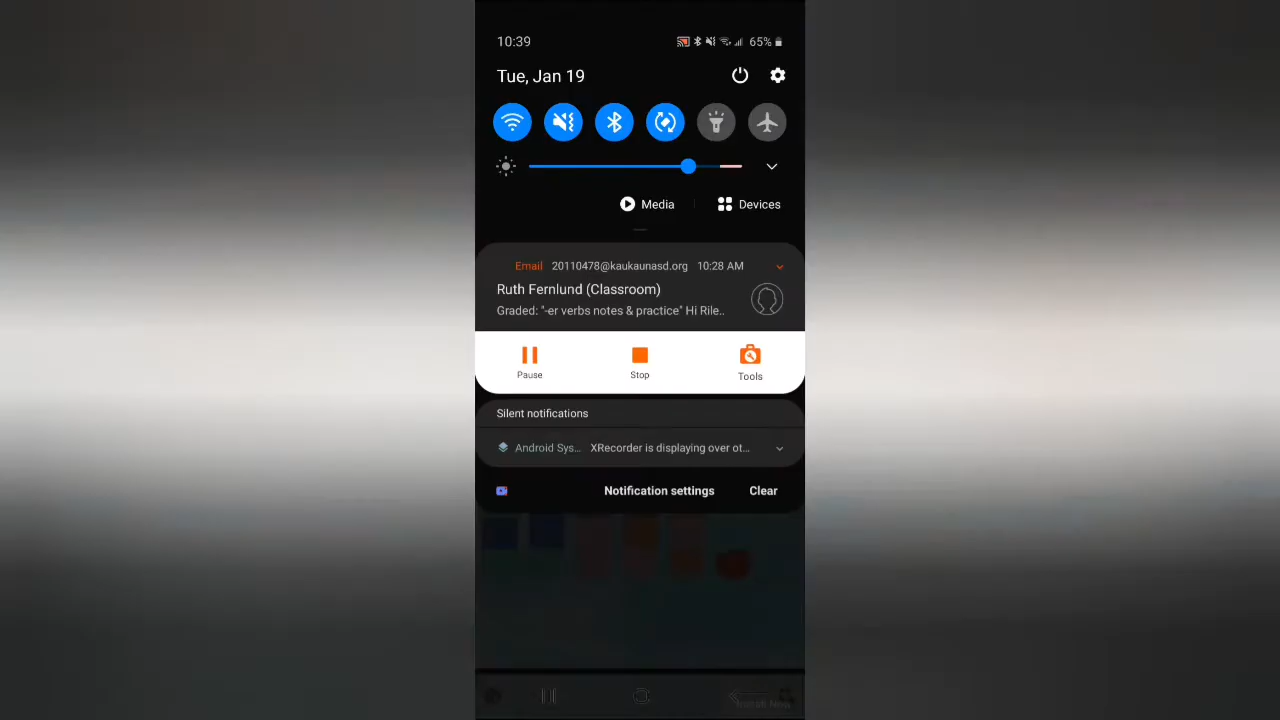 10:39 65%
Tue, Jan 19
Media Devices
Email 20110478@kaukaunasd.org 10:28 AM
Ruth Fernlund (Classroom)
Graded: "-er verbs notes & practice" Hi Rile..
Pause Stop Tools
Silent notifications
Android Sys... XRecorder is displaying over ot...
Notification settings Clear